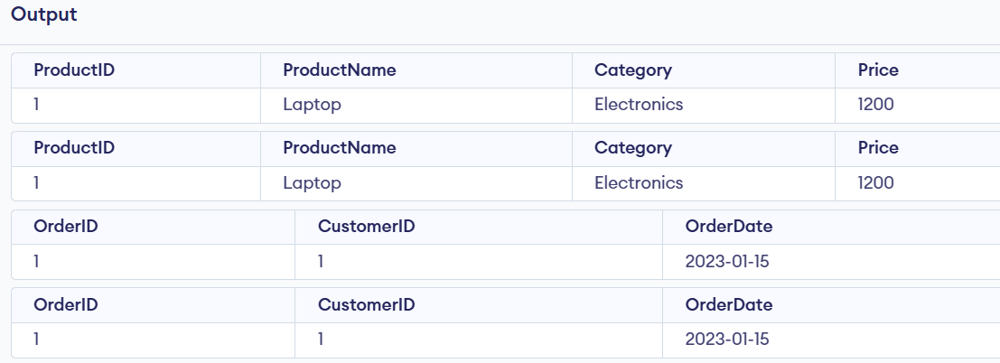 Output
ProductID ProductName Category Price
1 Laptop Electronics 1200
ProductID ProductName Category Price
1 Laptop Electronics 1200
OrderID CustomerID OrderDate
1 1 2023-01-15
OrderID CustomerID OrderDate
1 1 2023-01-15